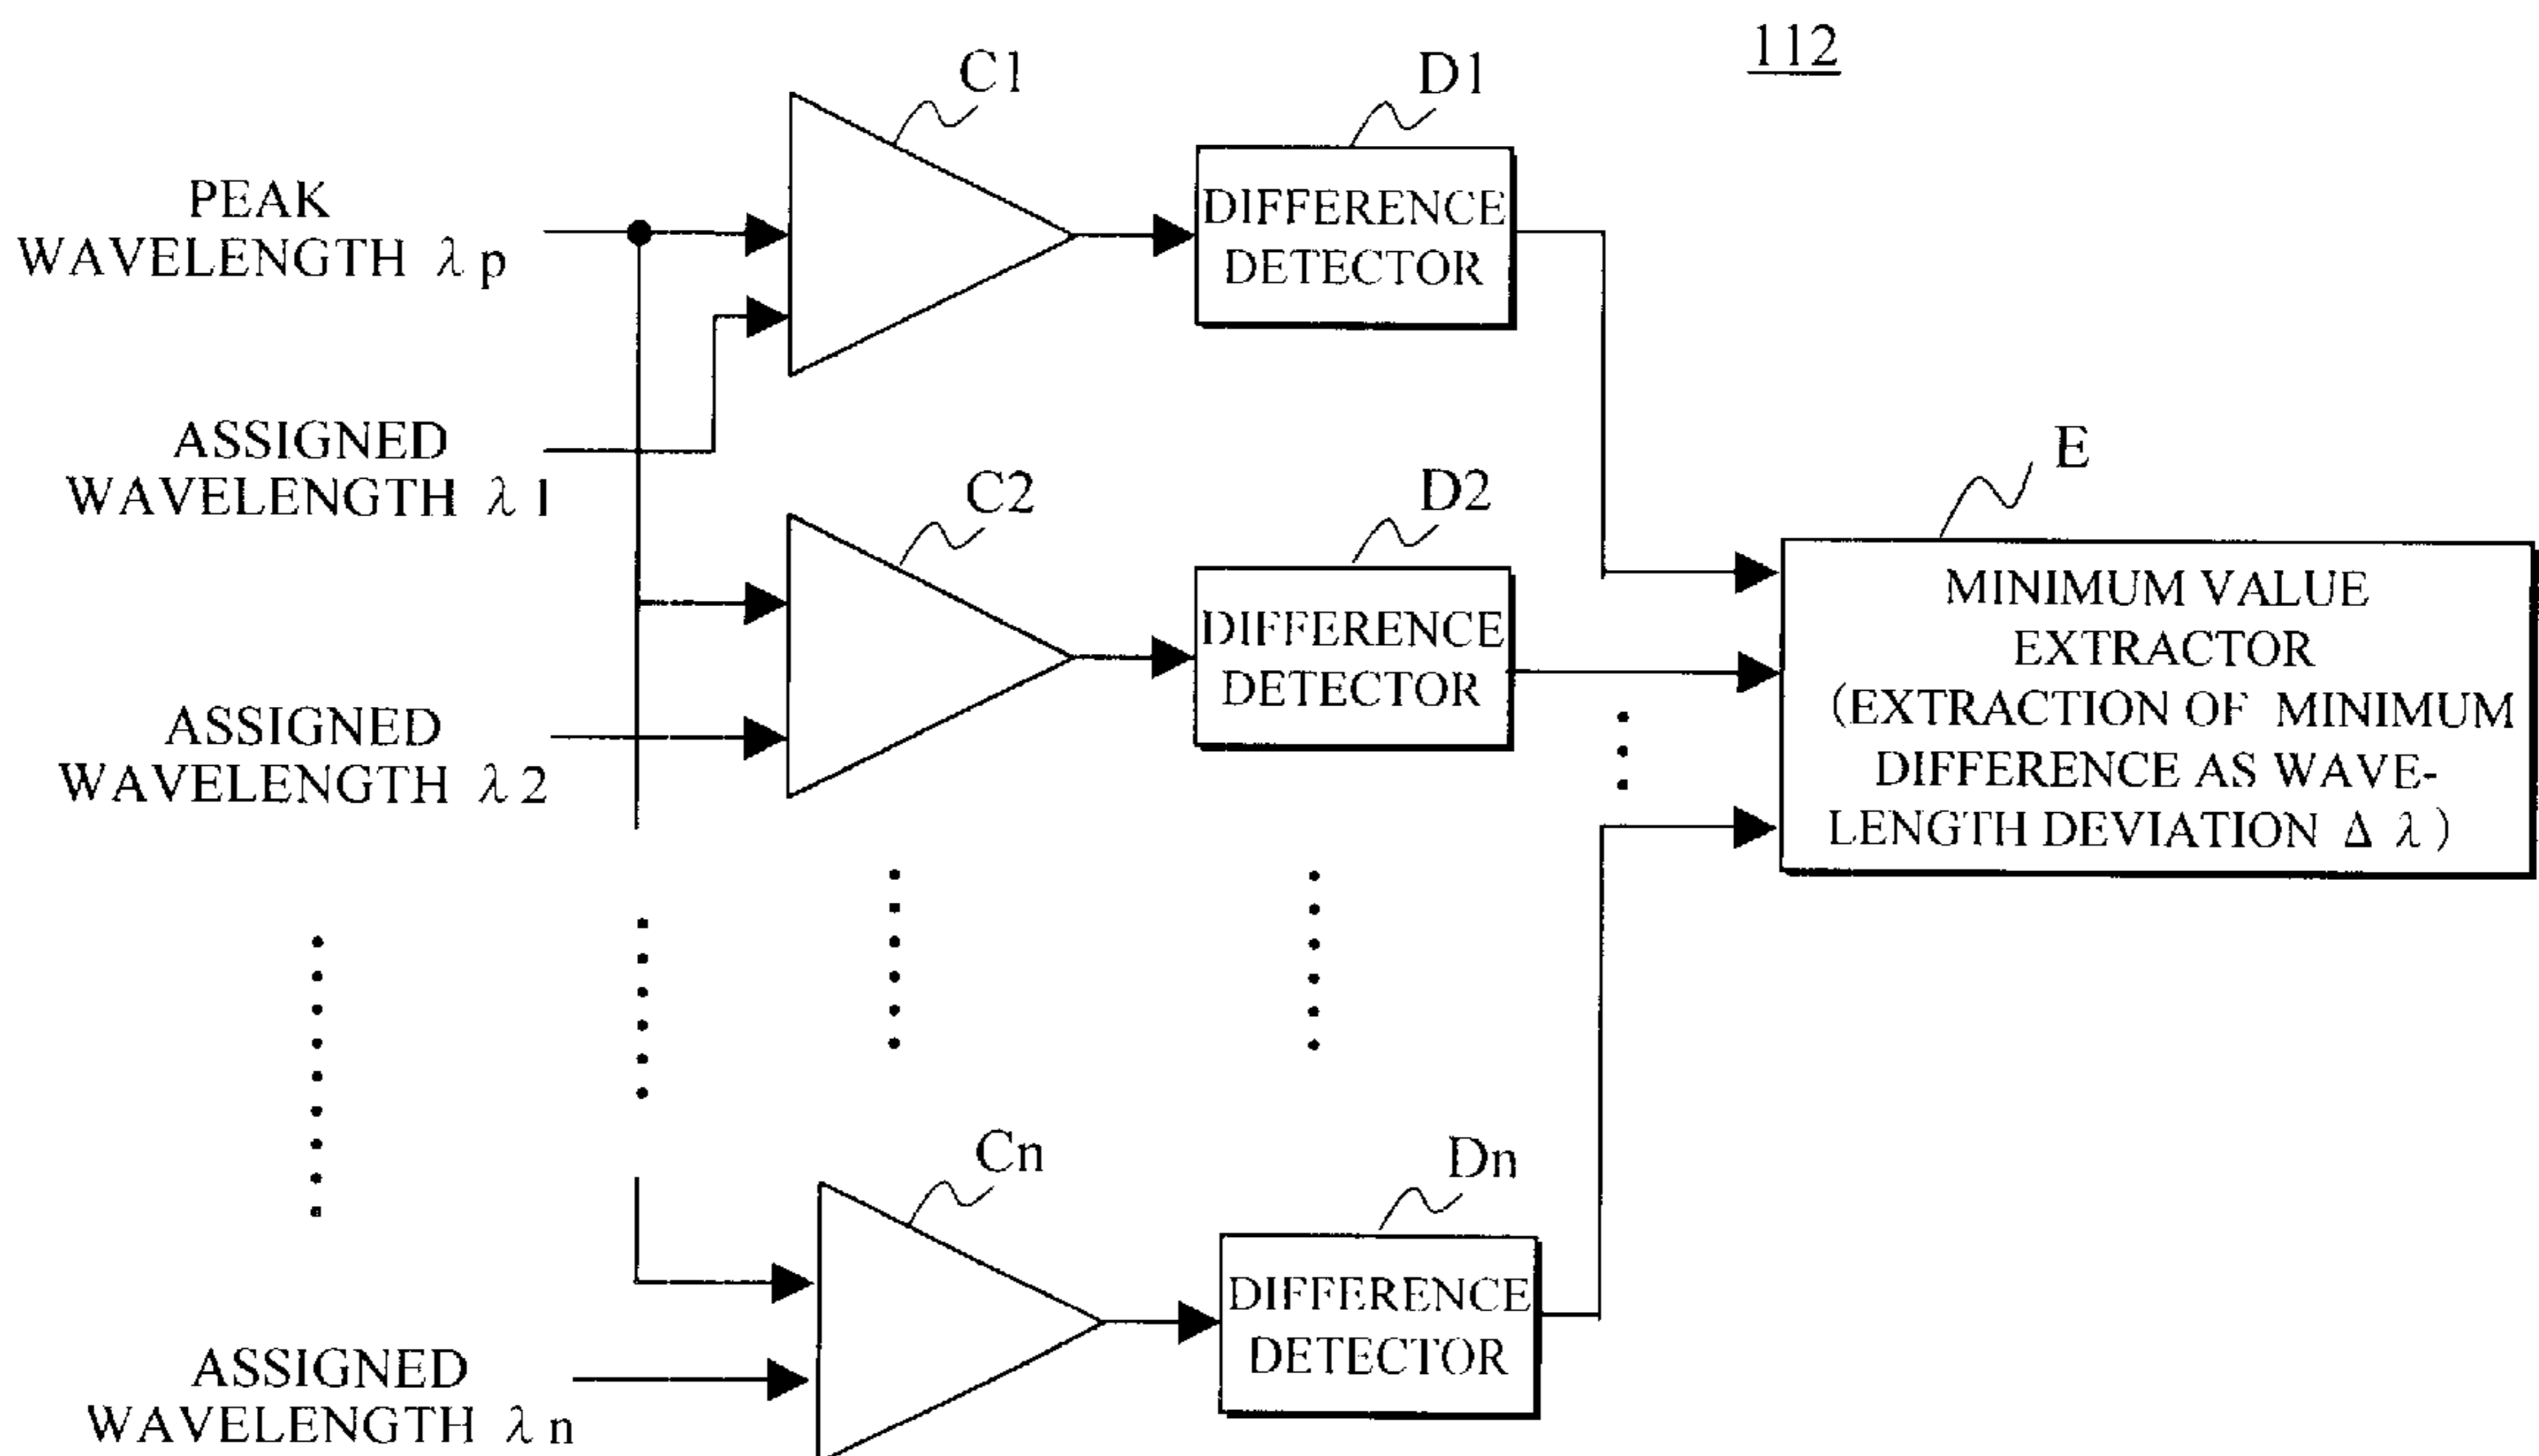 112
C1
D1
PEAK
WAVELENGTH λp
DIFFERENCE
DETECTOR
ASSIGNED
WAVELENGTH λ1
C2
D2
E
DIFFERENCE
DETECTOR
MINIMUM VALUE
EXTRACTOR
(EXTRACTION OF MINIMUM
DIFFERENCE AS WAVE-
LENGTH DEVIATION Δλ)
ASSIGNED
WAVELENGTH λ2
Cn
Dn
DIFFERENCE
DETECTOR
ASSIGNED
WAVELENGTH λn